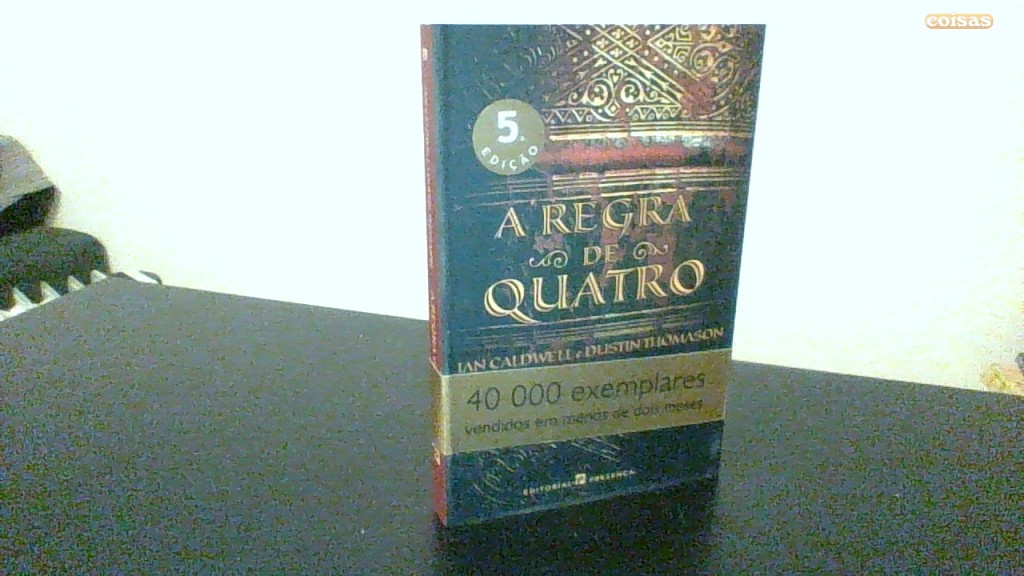 coisas
5.
EDIÇÃO
A REGRA
DE
QUATRO
IAN CALDWELL e DUSTIN THOMASON
40 000 exemplares
vendidos em menos de dois meses
EDITORIAL PRESENÇA